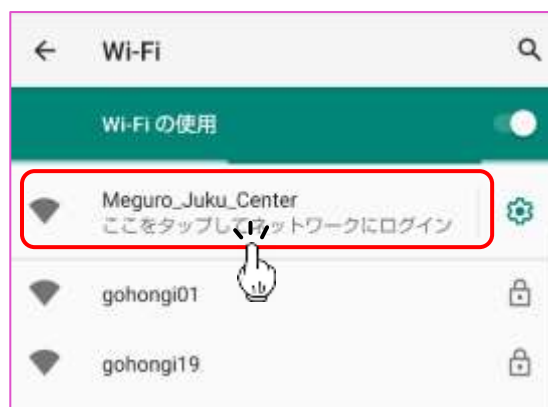 Wi-Fi
Wi-Fi の使用
Meguro_Juku_Center
ここをタップしてネットワークにログイン
gohongi01
gohongi19